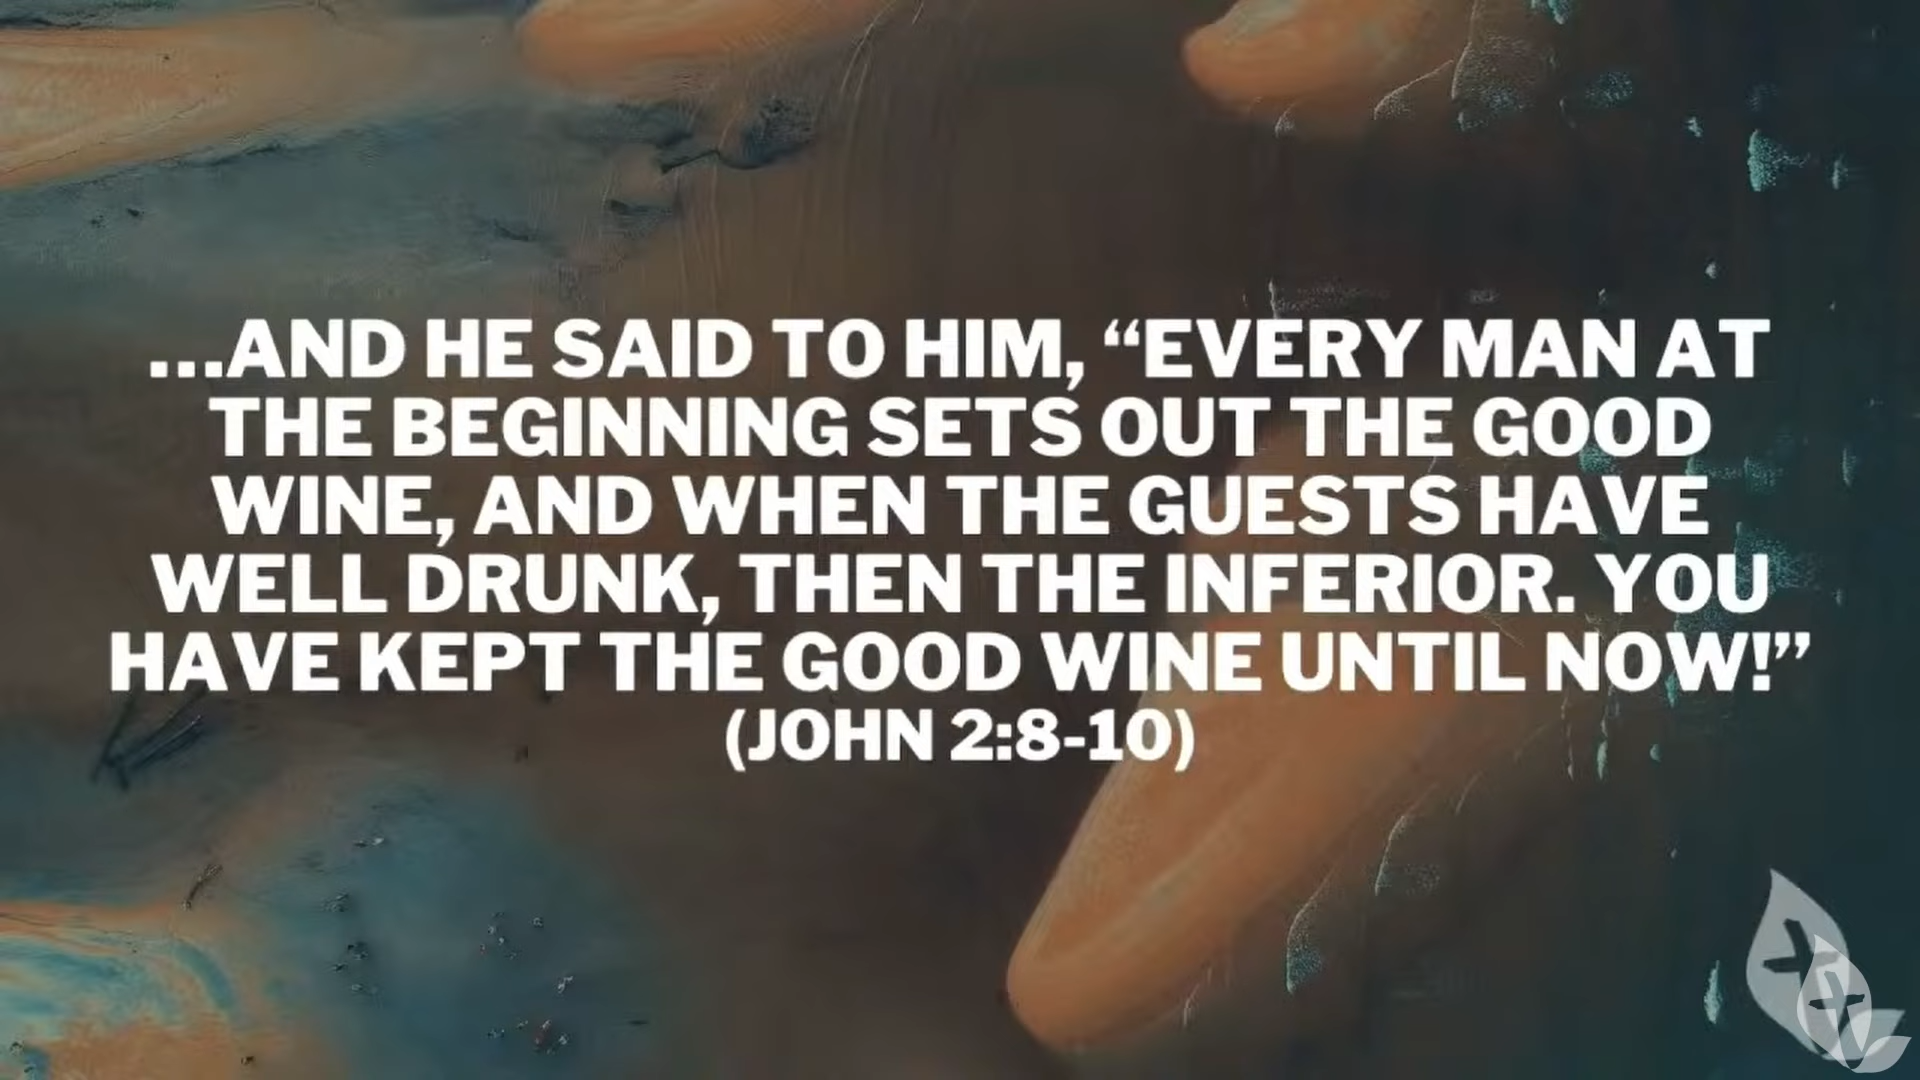 ...AND HE SAID TO HIM, “EVERY MAN AT
THE BEGINNING SETS OUT THE GOOD
WINE, AND WHEN THE GUESTS HAVE
WELL DRUNK, THEN THE INFERIOR. YOU
HAVE KEPT THE GOOD WINE UNTIL NOW!”
(JOHN 2:8-10)